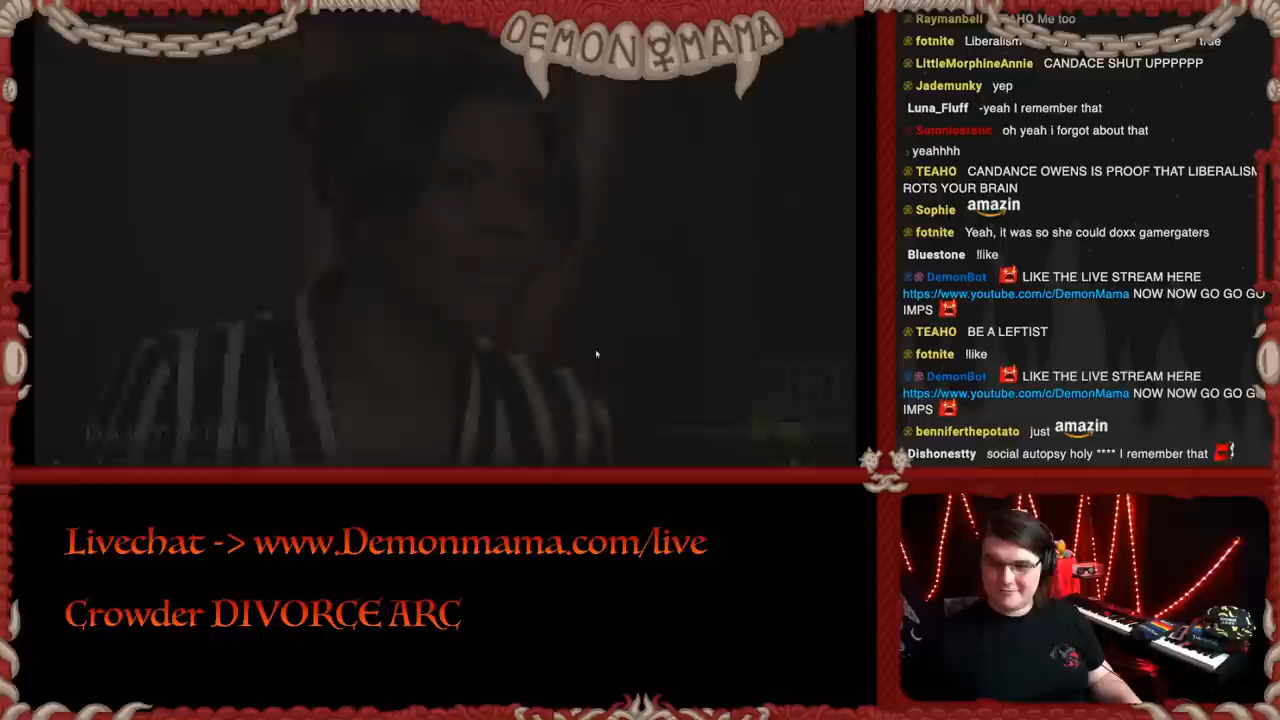 DEMON MAMA
Raymanbell Me too
fotnite Liberalism
LittleMorphineAnnie CANDACE SHUT UPPPPPP
Jademunky yep
Luna_Fluff -yeah I remember that
oh yeah i forgot about that
yeahhhh
TEAHO CANDANCE OWENS IS PROOF THAT LIBERALISM
ROTS YOUR BRAIN
Sophie amazin
fotnite Yeah, it was so she could doxx gamergaters
Bluestone !like
DemonBot LIKE THE LIVE STREAM HERE
https://www.youtube.com/c/DemonMama NOW NOW GO GO GO
IMPS
TEAHO BE A LEFTIST
fotnite !like
DemonBot LIKE THE LIVE STREAM HERE
https://www.youtube.com/c/DemonMama NOW NOW GO GO GO
IMPS
benniferthepotato just amazin
Dishonestty social autopsy holy **** I remember that
Livechat -> www.Demonmama.com/live
Crowder DIVORCE ARC